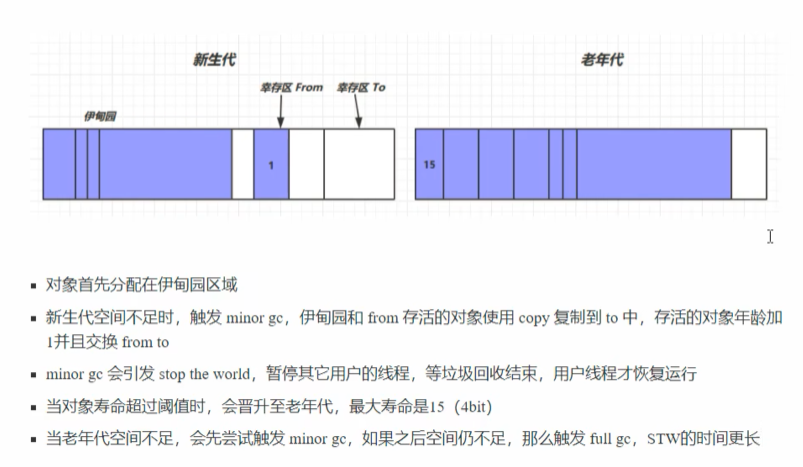 新生代 老年代
幸存区 From 幸存区 To
伊甸园
1 15
▪ 对象首先分配在伊甸园区域
▪ 新生代空间不足时，触发 minor gc，伊甸园和 from 存活的对象使用 copy 复制到 to 中，存活的对象年龄加
1并且交换 from to
▪ minor gc 会引发 stop the world，暂停其它用户的线程，等垃圾回收结束，用户线程才恢复运行
▪ 当对象寿命超过阈值时，会晋升至老年代，最大寿命是15（4bit）
▪ 当老年代空间不足，会先尝试触发 minor gc，如果之后空间仍不足，那么触发 full gc，STW的时间更长